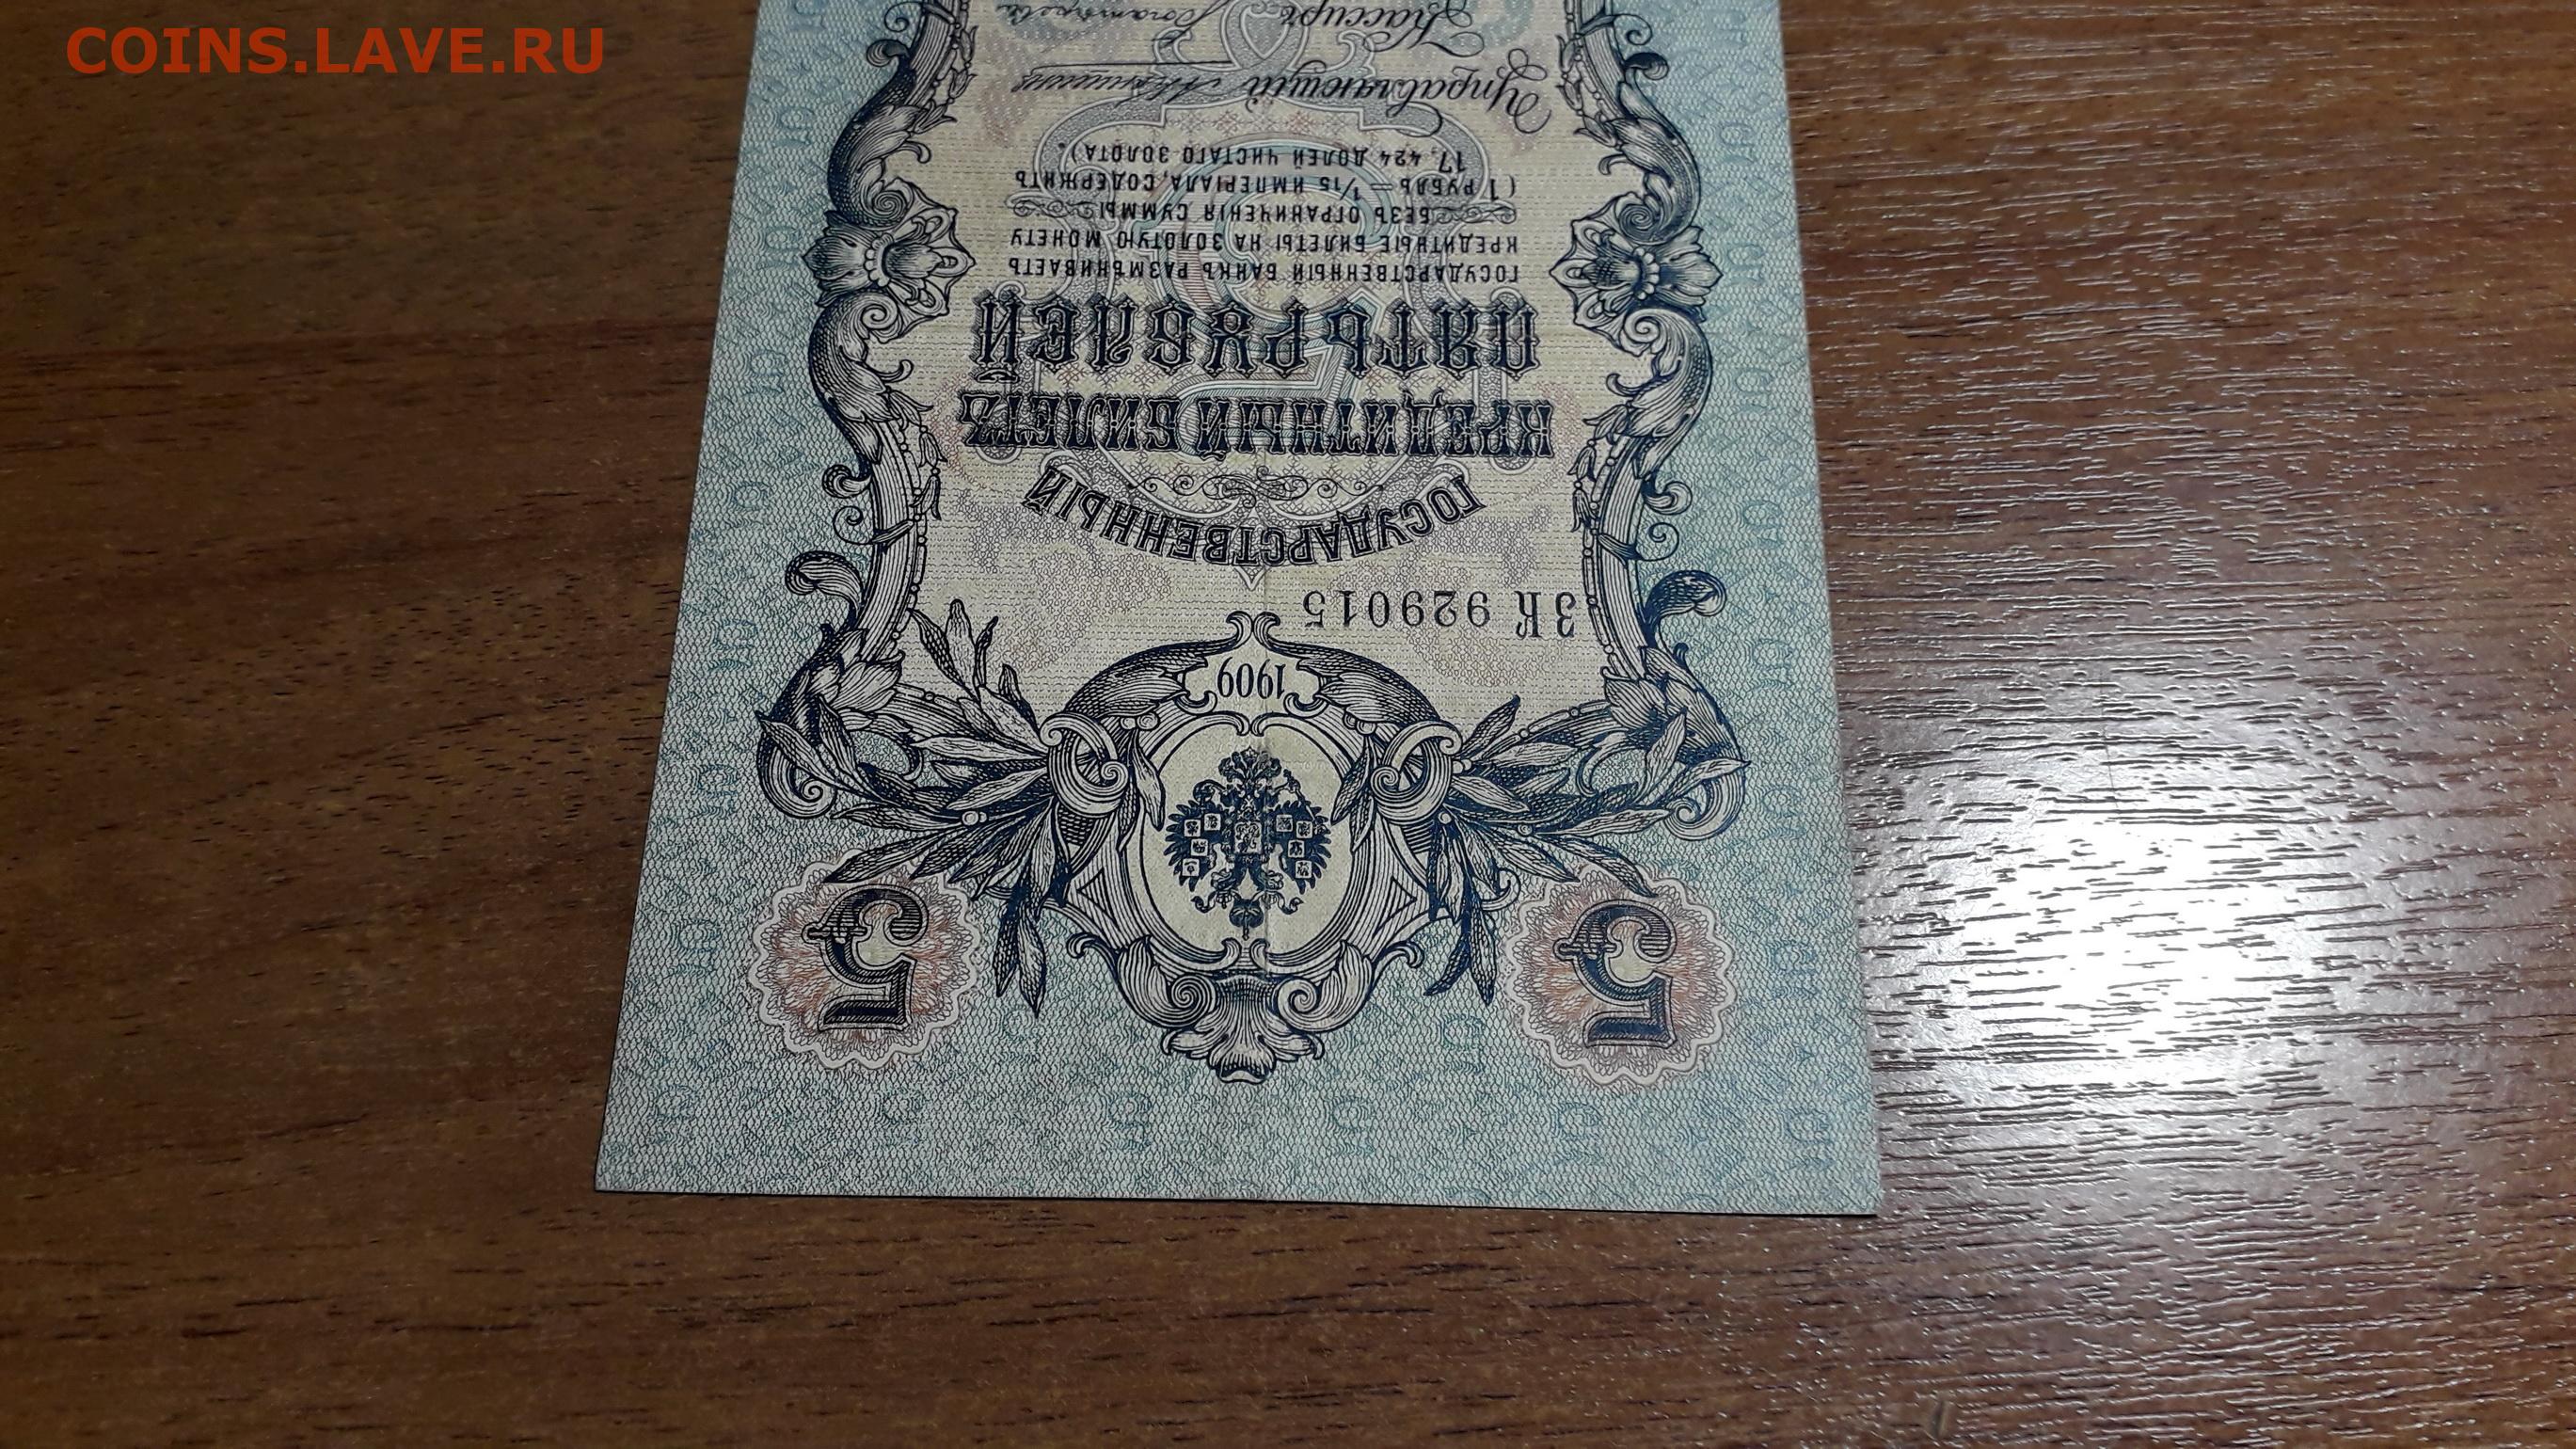 COINS.LAVE.RU
5 5
1909
ЗК 929015
ГОСУДАРСТВЕННЫЙ
КРЕДИТНЫЙ БИЛЕТЪ
ПЯТЬ РУБЛЕЙ
ГОСУДАРСТВЕННЫЙ БАНКЪ РАЗМѢНИВАЕТЪ
КРЕДИТНЫЕ БИЛЕТЫ НА ЗОЛОТУЮ МОНЕТУ
БЕЗЪ ОГРАНИЧЕНІЯ СУММЫ
(1 РУБЛЬ = 1/15 ИМПЕРІАЛА, СОДЕРЖИТЪ
17,424 ДОЛЕЙ ЧИСТАГО ЗОЛОТА).
Управляющій
Кассиръ